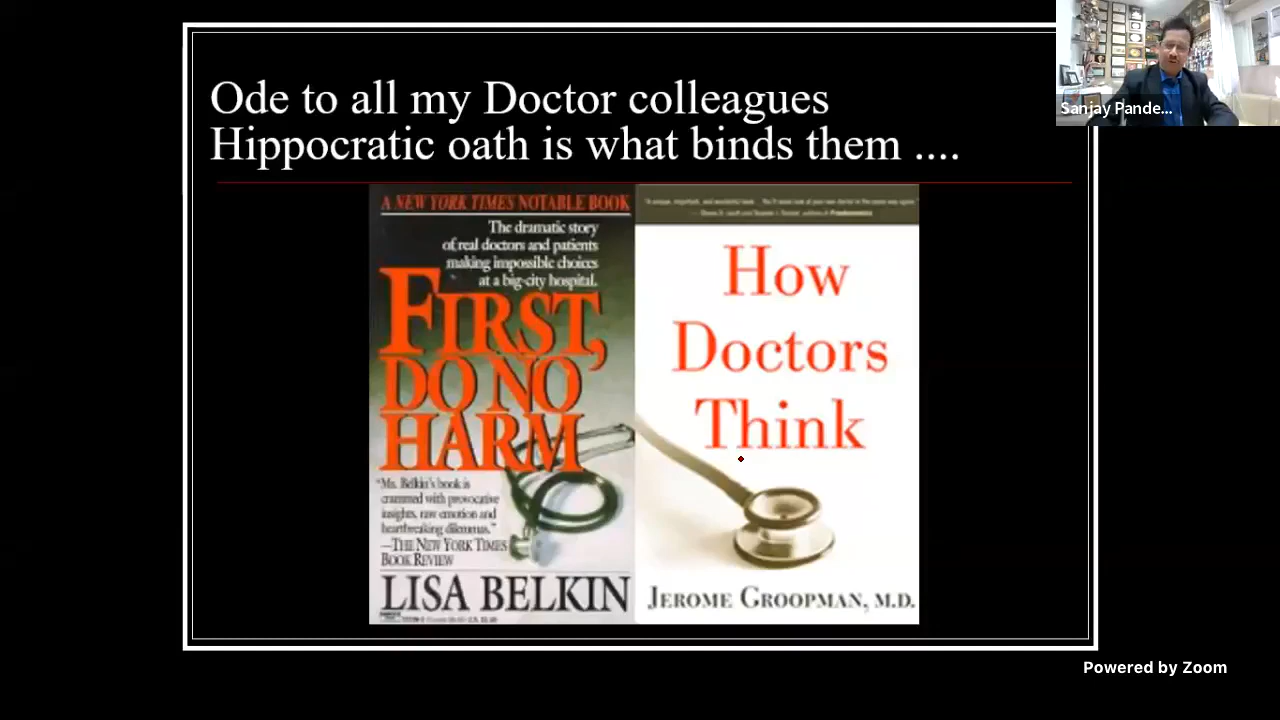 Ode to all my Doctor colleagues
Hippocratic oath is what binds them ....
Sanjay Pande...
A NEW YORK TIMES NOTABLE BOOK
The dramatic story
of real doctors and patients
making impossible choices
at a big-city hospital.
FIRST,
DO NO
HARM
"Ms. Belkin's book is
crammed with provocative
insights, raw emotion and
heartbreaking dilemmas."
—THE NEW YORK TIMES
BOOK REVIEW
LISA BELKIN
How
Doctors
Think
JEROME GROOPMAN, M.D.
Powered by Zoom